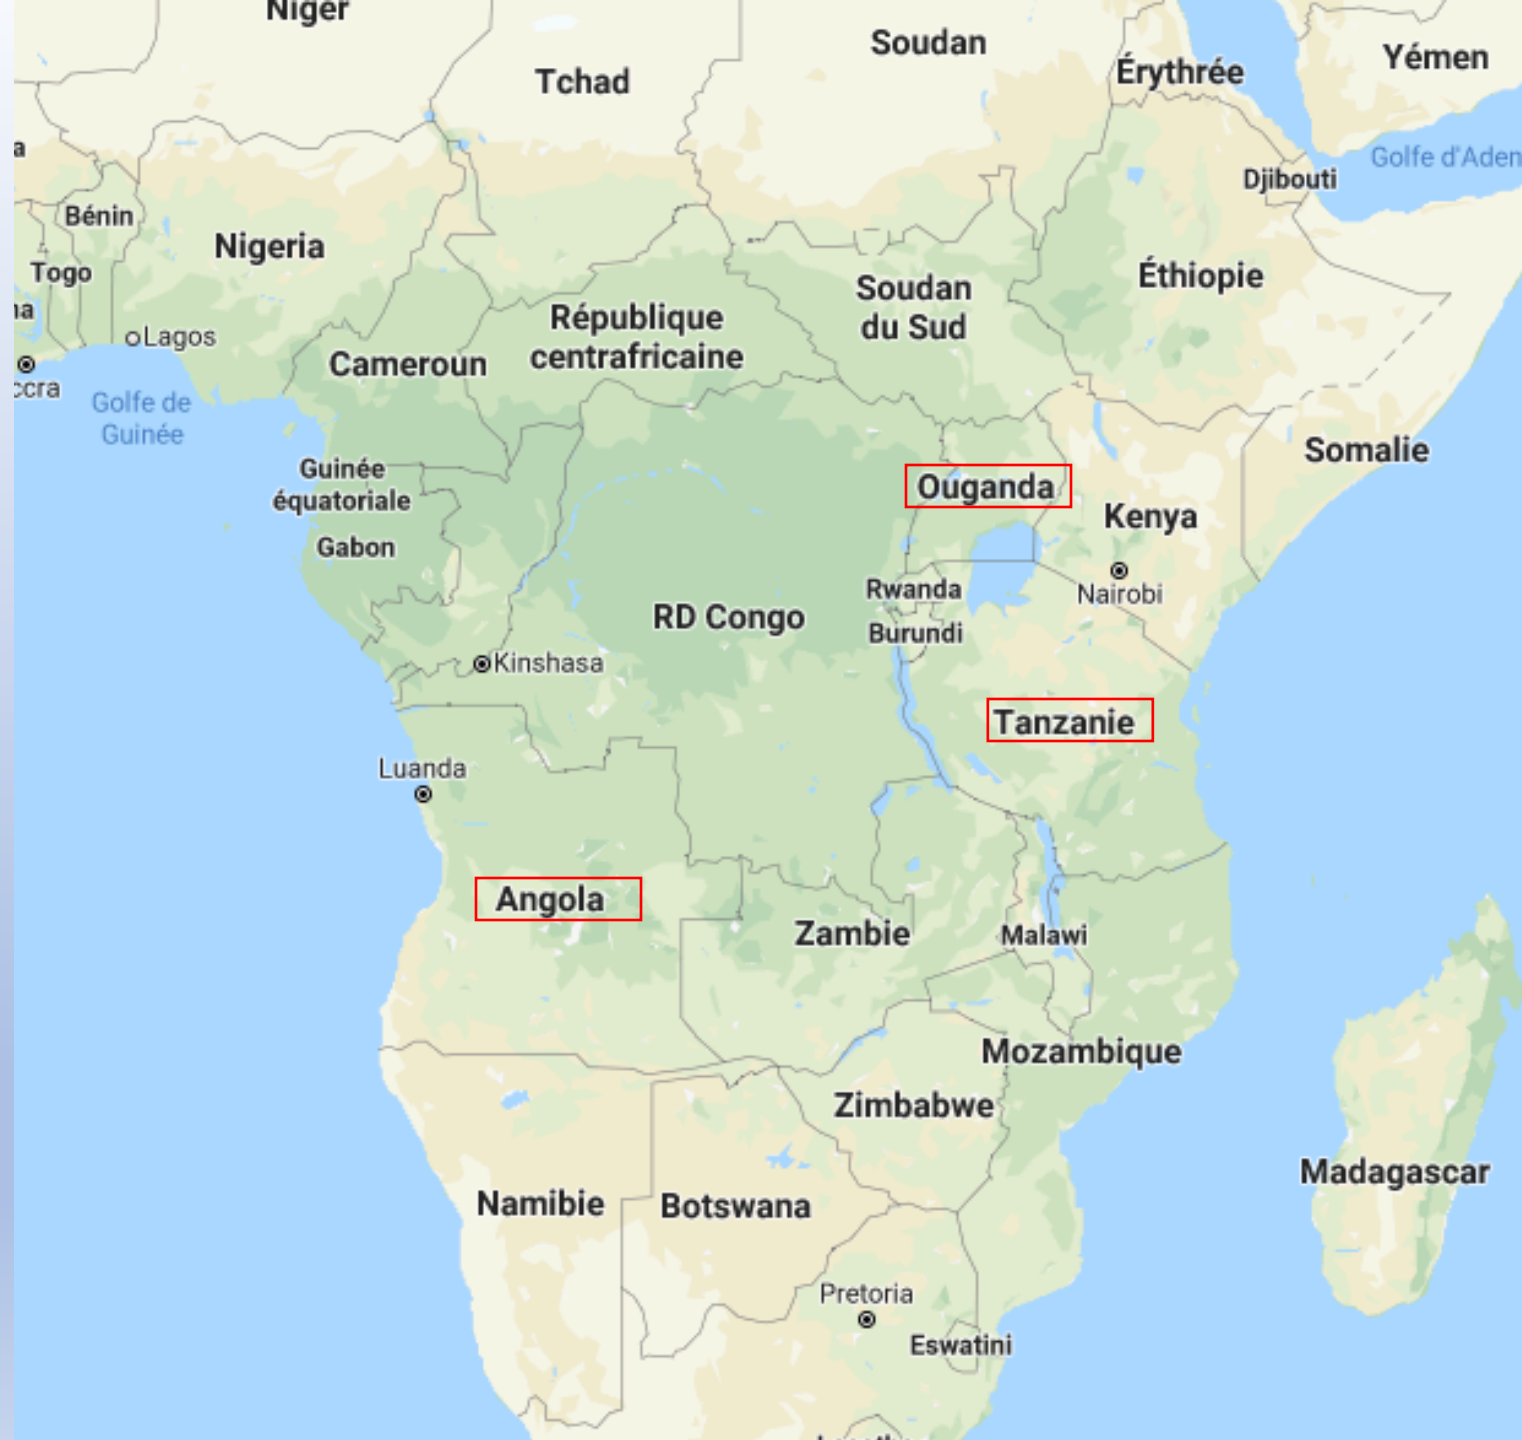 Niger
Soudan
Yémen
Tchad
Érythrée
Golfe d'Aden
Djibouti
Bénin
Nigeria
Togo
Éthiopie
Soudan
du Sud
République
centrafricaine
Lagos
Cameroun
ccra
Golfe de
Guinée
Somalie
Guinée
équatoriale
Ouganda
Kenya
Gabon
Nairobi
Rwanda
RD Congo
Burundi
Kinshasa
Tanzanie
Luanda
Angola
Zambie
Malawi
Mozambique
Zimbabwe
Madagascar
Namibie
Botswana
Pretoria
Eswatini